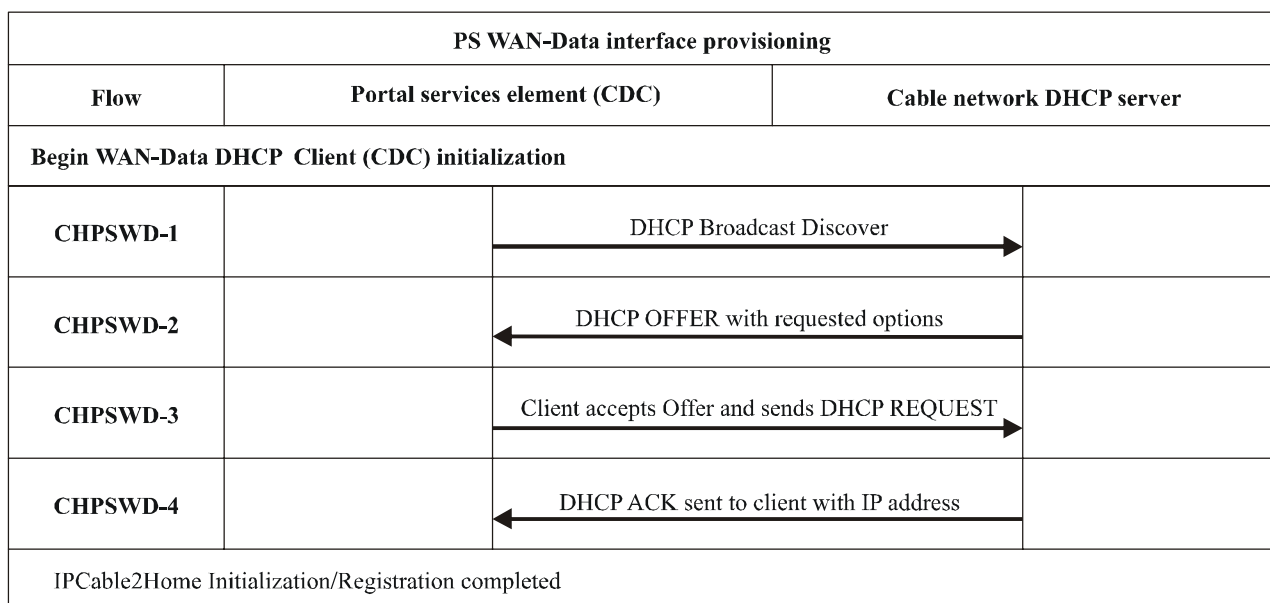 PS WAN-Data interface provisioning
Flow
Portal services element (CDC)
Cable network DHCP server
Begin WAN-Data DHCP Client (CDC) initialization
CHPSWD-1
DHCP Broadcast Discover
CHPSWD-2
DHCP OFFER with requested options
CHPSWD-3
Client accepts Offer and sends DHCP REQUEST
CHPSWD-4
DHCP ACK sent to client with IP address
IPCable2Home Initialization/Registration completed